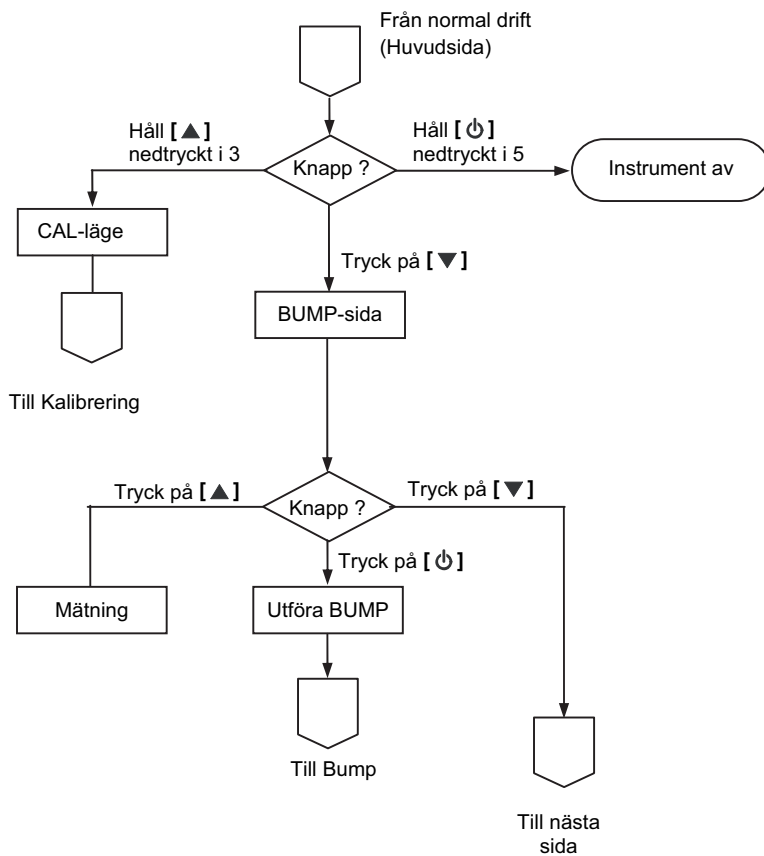 Från normal drift
(Huvudsida)
Håll [▲]
nedtryckt i 3
Knapp ?
Håll [⏻]
nedtryckt i 5
Instrument av
CAL-läge
Tryck på [▼]
BUMP-sida
Till Kalibrering
Tryck på [▲]
Knapp ?
Tryck på [▼]
Tryck på [⏻]
Mätning
Utföra BUMP
Till Bump
Till nästa
sida